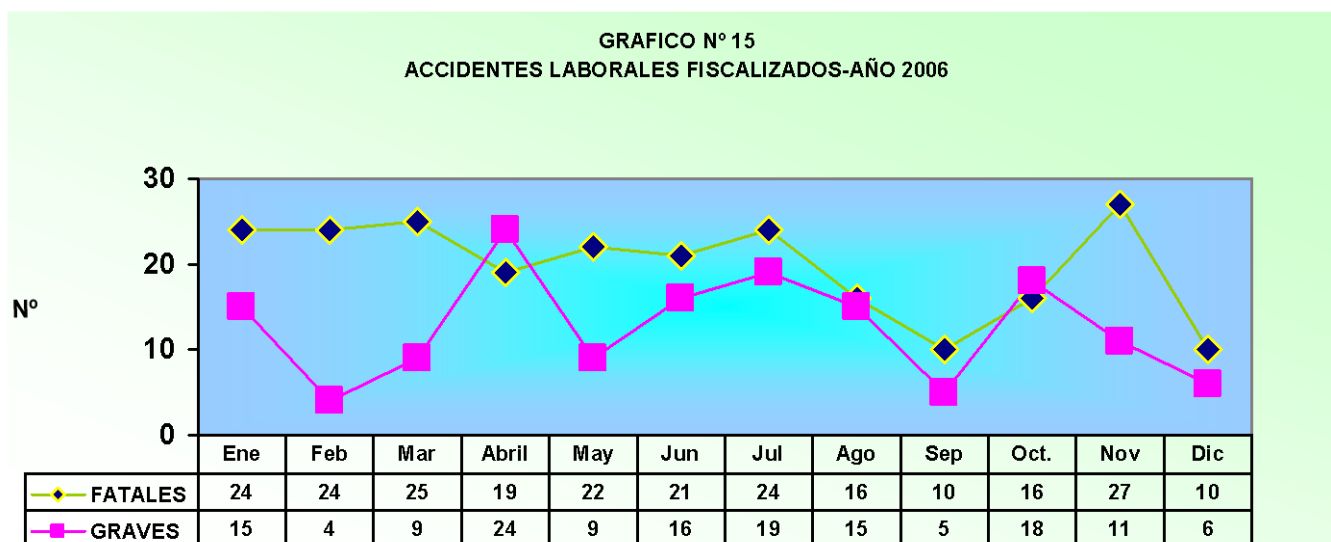 GRAFICO Nº 15
ACCIDENTES LABORALES FISCALIZADOS-AÑO 2006
30
20
Nº
10
0
Ene Feb Mar Abril May Jun Jul Ago Sep Oct. Nov Dic
FATALES 24 24 25 19 22 21 24 16 10 16 27 10
GRAVES 15 4 9 24 9 16 19 15 5 18 11 6